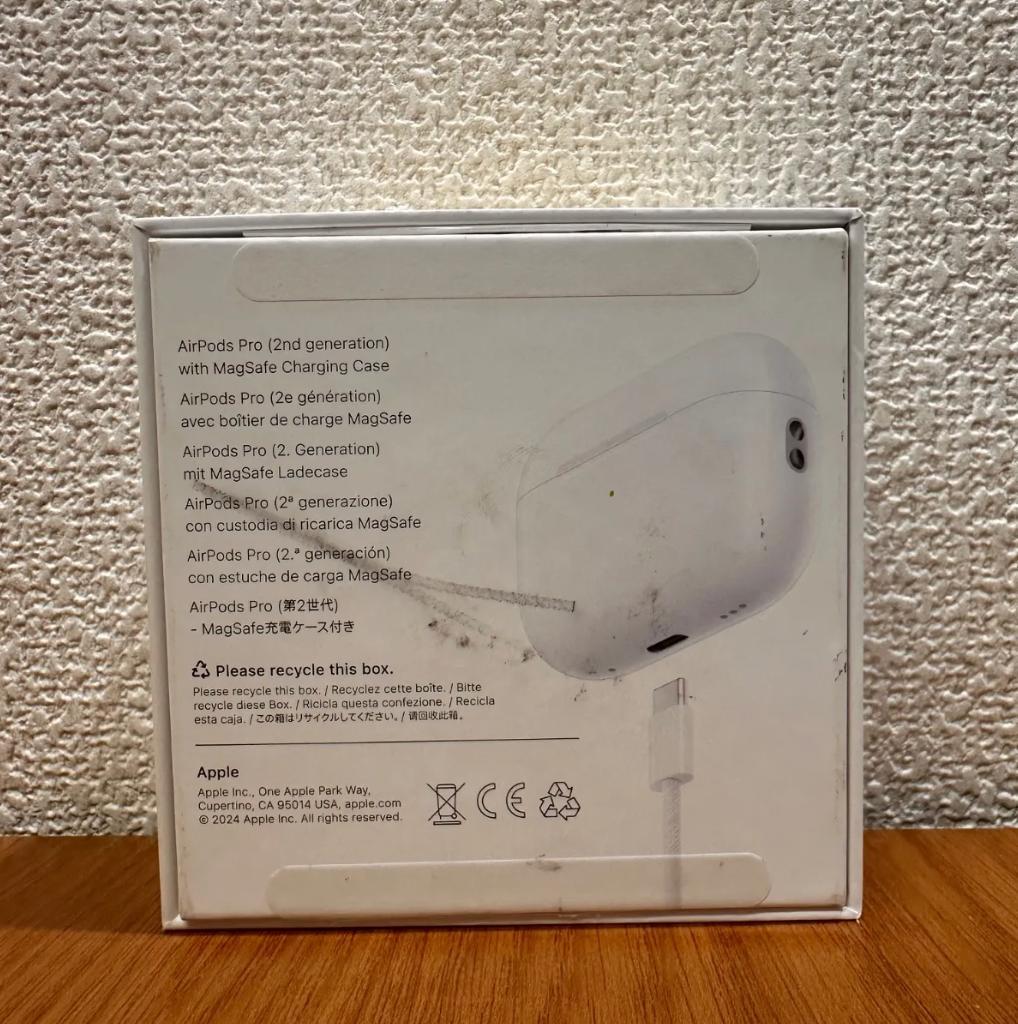 AirPods Pro (2nd generation)
with MagSafe Charging Case
AirPods Pro (2e génération)
avec boîtier de charge MagSafe
AirPods Pro (2. Generation)
mit MagSafe Ladecase
AirPods Pro (2ª generazione)
con custodia di ricarica MagSafe
AirPods Pro (2.ª generación)
con estuche de carga MagSafe
AirPods Pro (第2世代)
- MagSafe充電ケース付き
Please recycle this box.
Please recycle this box. / Recyclez cette boîte. / Bitte
recycle diese Box. / Ricicla questa confezione. / Recicla
esta caja. / この箱はリサイクルしてください。/ 请回收此箱。
Apple
Apple Inc., One Apple Park Way,
Cupertino, CA 95014 USA, apple.com
© 2024 Apple Inc. All rights reserved.
CE